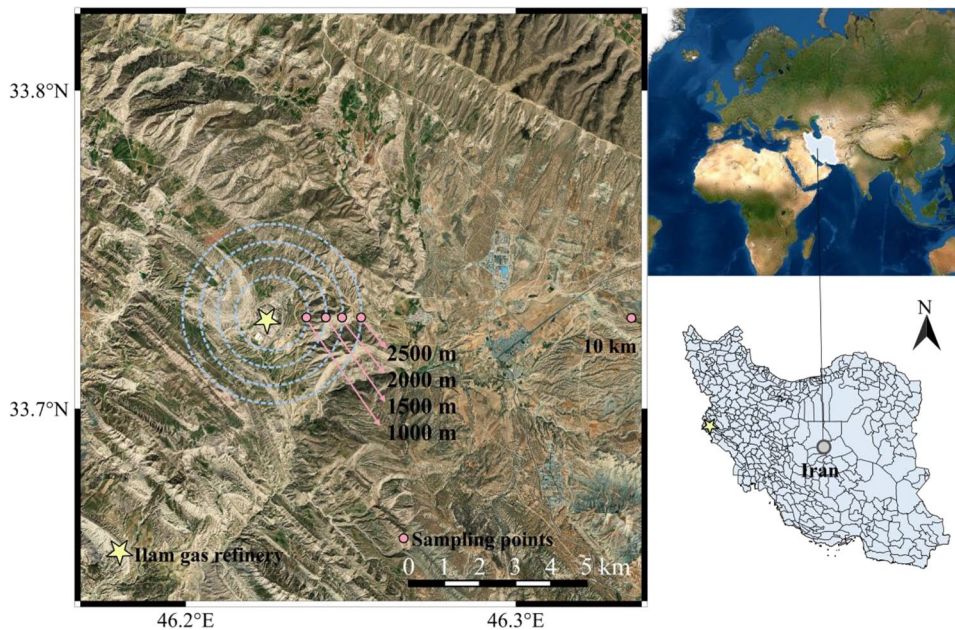 33.8°N
33.7°N
2500 m
2000 m
1500 m
1000 m
10 km
Ilam gas refinery
Sampling points
0 1 2 3 4 5 km
46.2°E
46.3°E
N
Iran